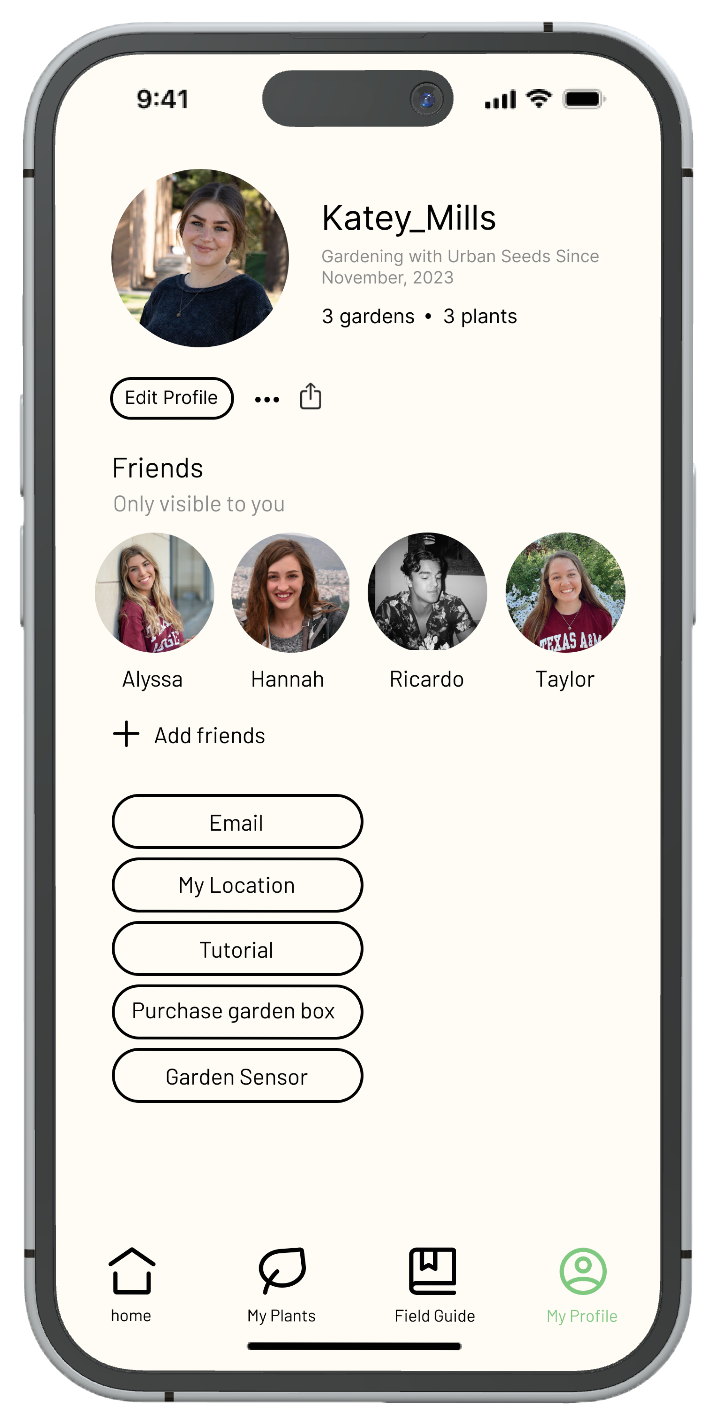 9:41
Katey_Mills
Gardening with Urban Seeds Since
November, 2023
3 gardens • 3 plants
Edit Profile
Friends
Only visible to you
TEXAS A&M
Alyssa
Hannah
Ricardo
Taylor
Add friends
Email
My Location
Tutorial
Purchase garden box
Garden Sensor
home
My Plants
Field Guide
My Profile